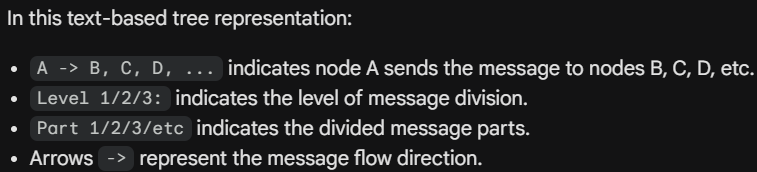 In this text-based tree representation:
• A -> B, C, D, ... indicates node A sends the message to nodes B, C, D, etc.
• Level 1/2/3: indicates the level of message division.
• Part 1/2/3/etc indicates the divided message parts.
• Arrows -> represent the message flow direction.